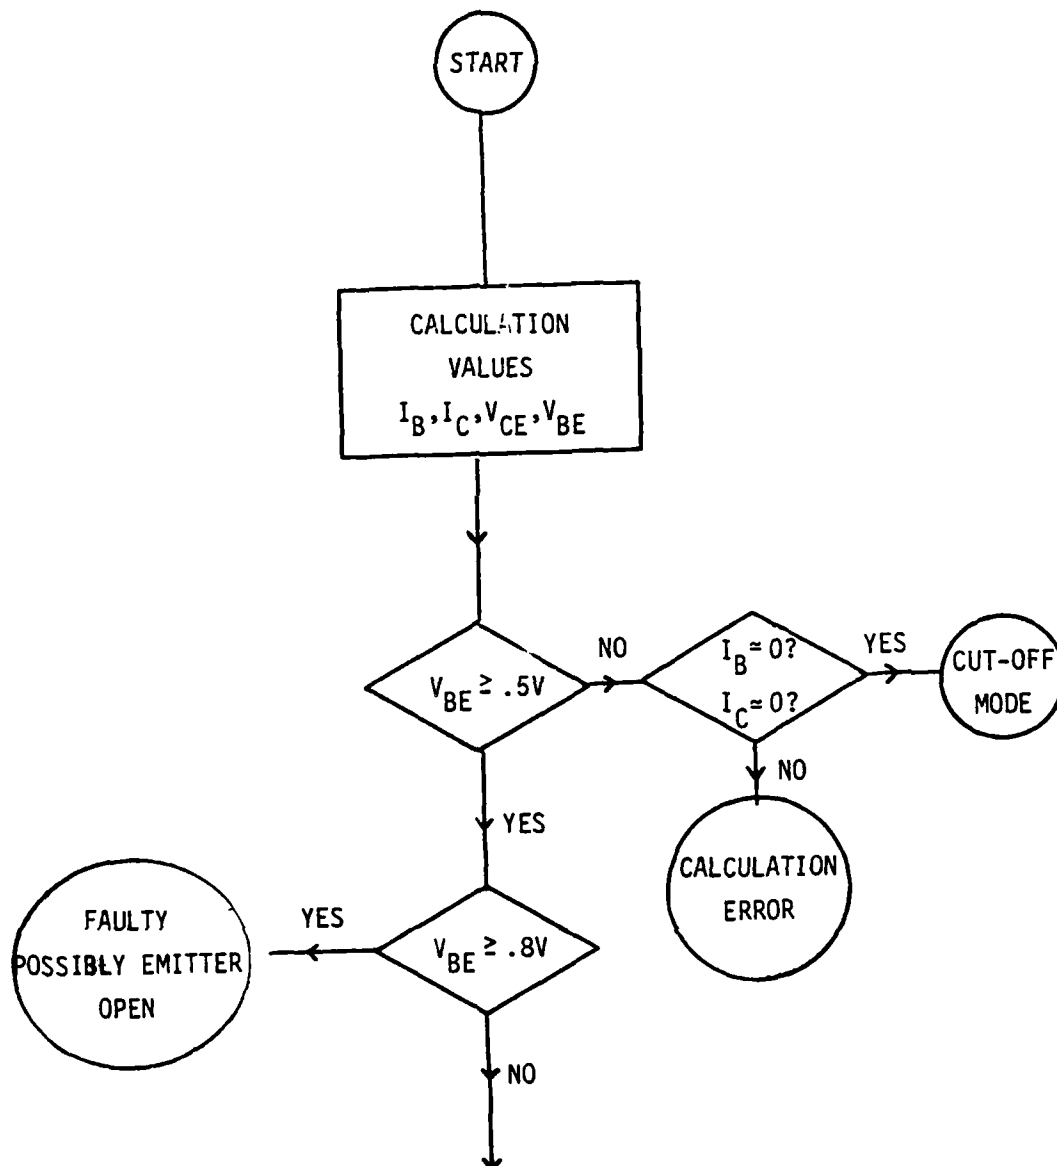 START
CALCULATION
VALUES
I_B, I_C, V_CE, V_BE
V_BE ≥ .5V
NO
I_B ≃ 0?
I_C ≃ 0?
YES
CUT-OFF
MODE
NO
CALCULATION
ERROR
YES
V_BE ≥ .8V
YES
FAULTY
POSSIBLY EMITTER
OPEN
NO